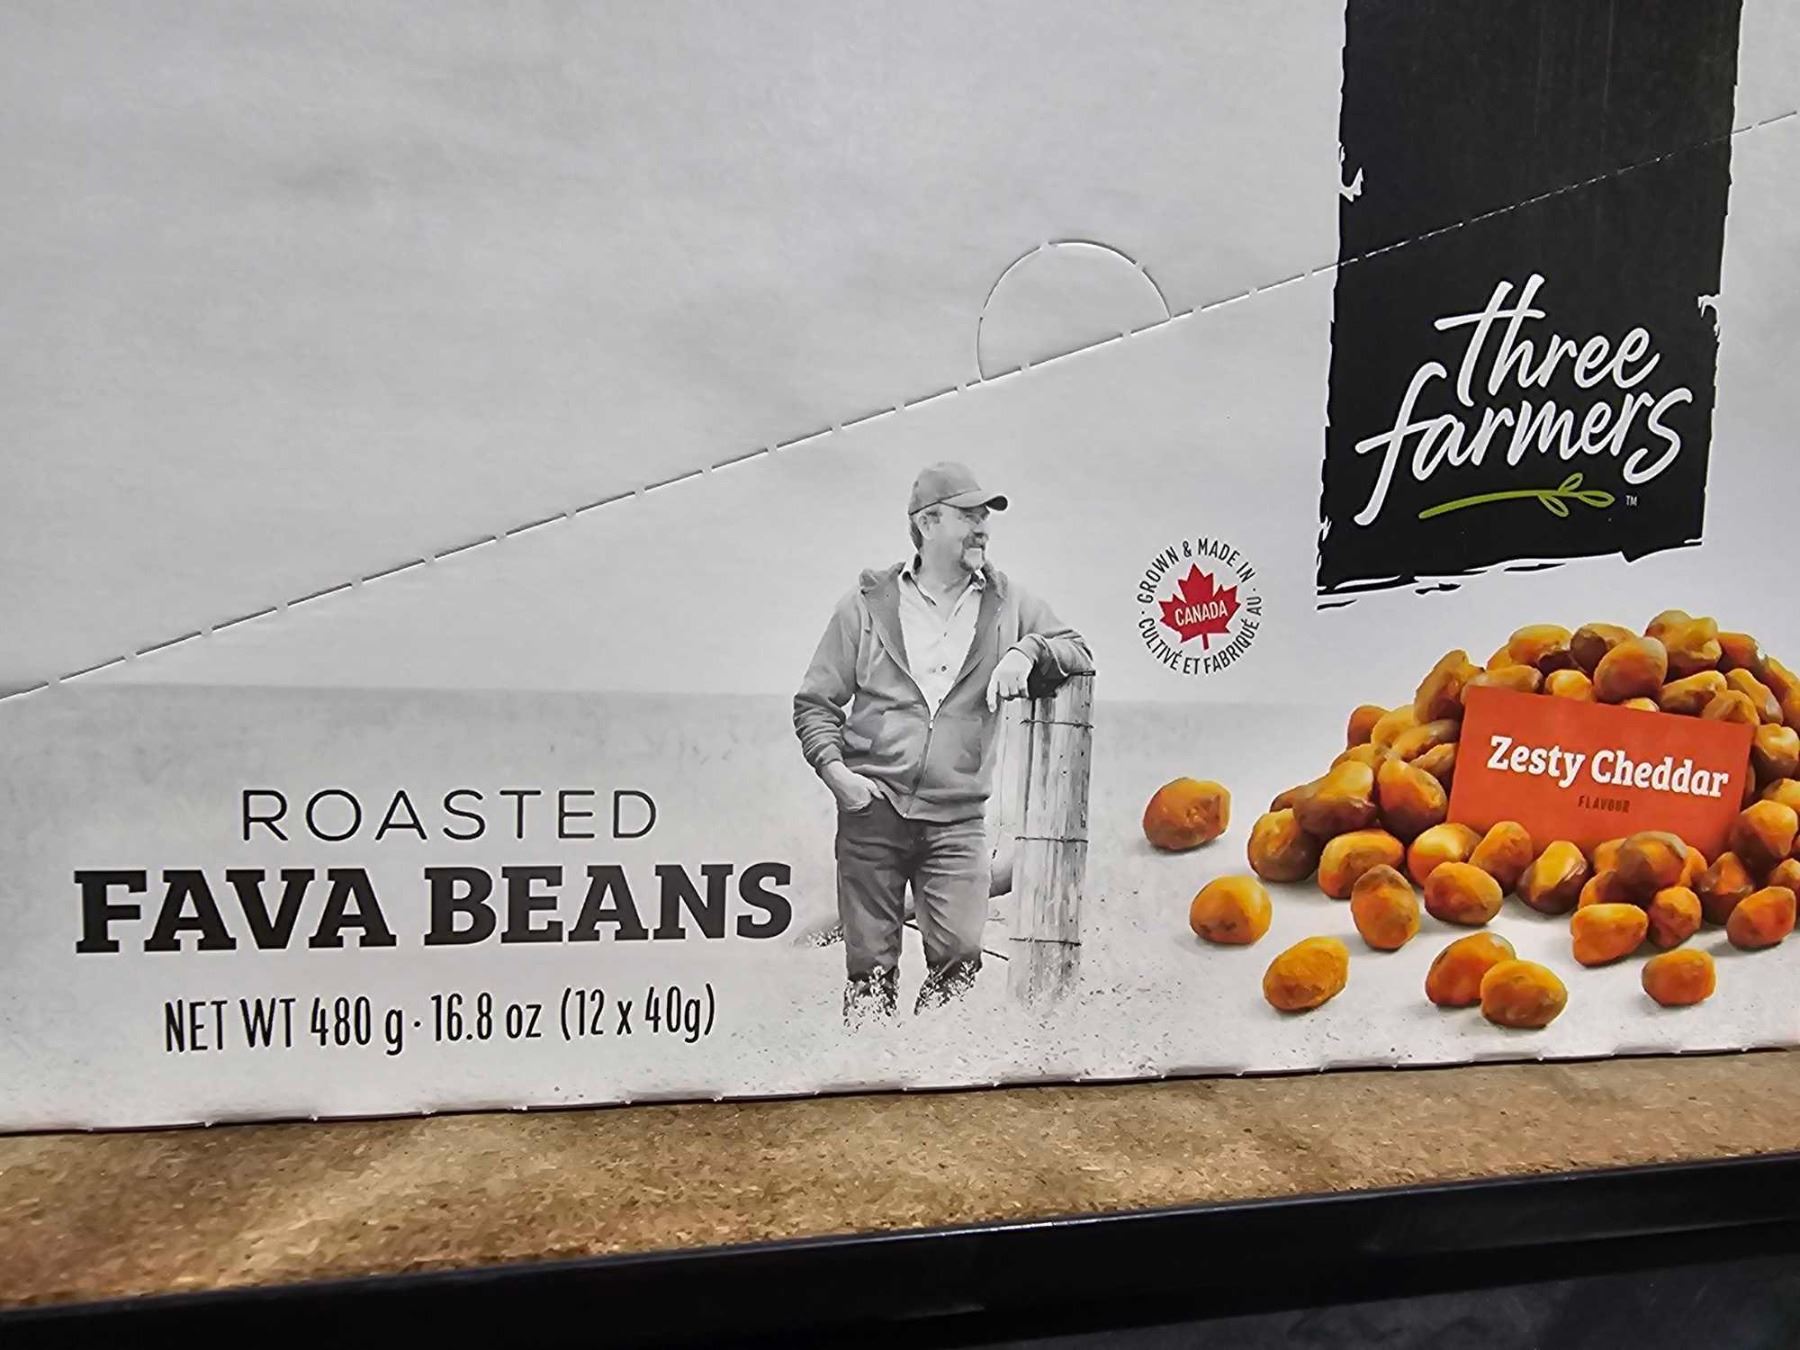 three
farmers
TM
GROWN & MADE IN
CANADA
CULTIVÉ ET FABRIQUÉ AU
Zesty Cheddar
FLAVOUR
ROASTED
FAVA BEANS
NET WT 480 g · 16.8 oz (12 x 40g)